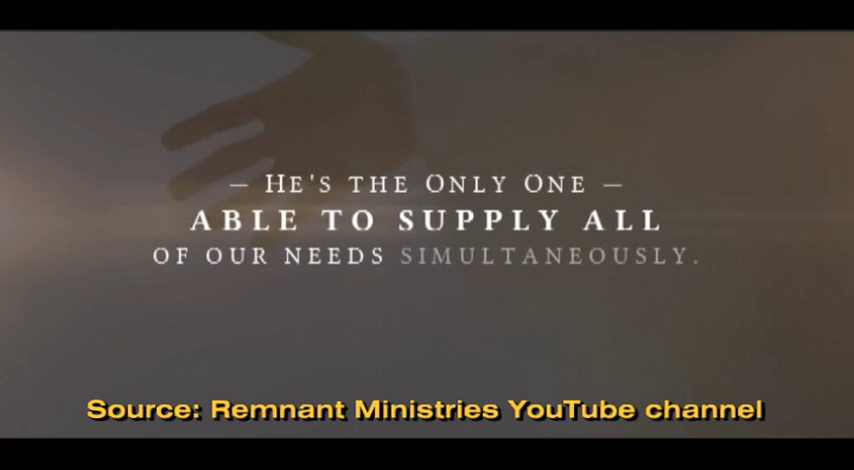 — HE'S THE ONLY ONE —
ABLE TO SUPPLY ALL
OF OUR NEEDS SIMULTANEOUSLY.
Source: Remnant Ministries YouTube channel